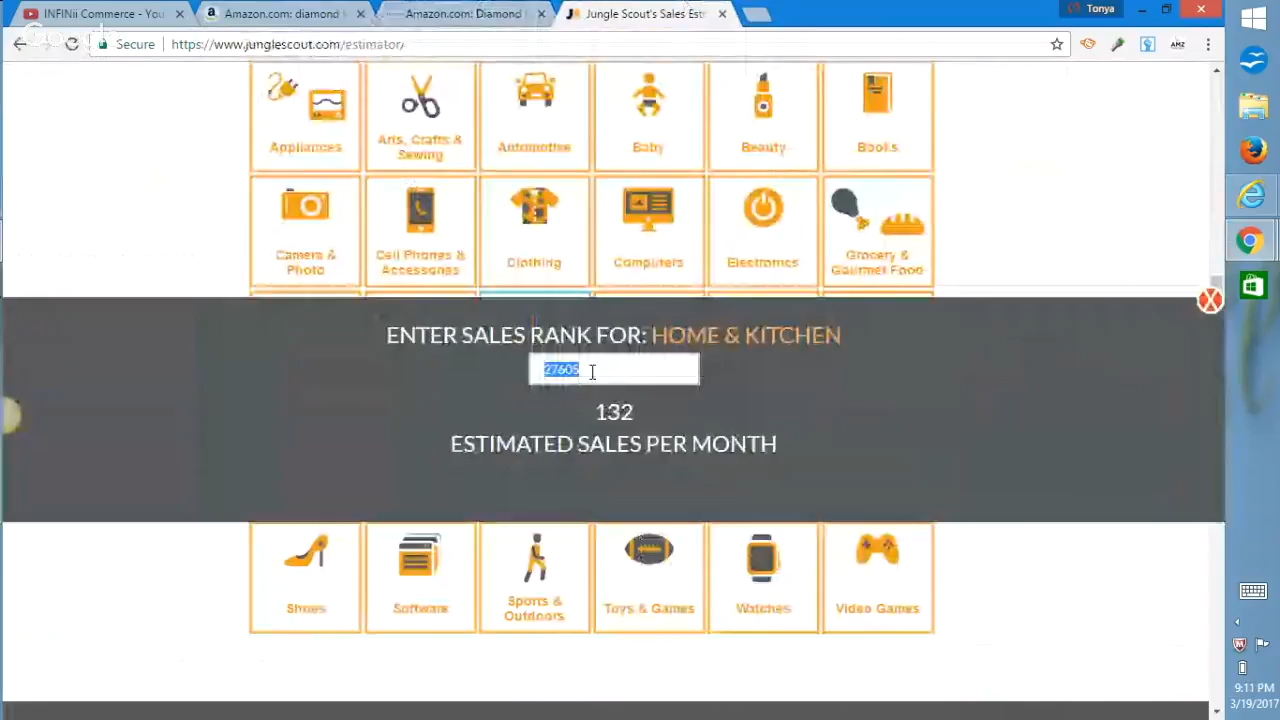 INFINii Commerce - You
Amazon.com: diamond
Amazon.com: Diamond
Jungle Scout's Sales Est
Tonya
Secure
https://www.junglescout.com/estimator/
AMZ
Appliances
Arts, Crafts &
Sewing
Automotive
Baby
Beauty
Books
Camera &
Photo
Cell Phones &
Accessories
Clothing
Computers
Electronics
Grocery &
Gourmet Food
X
ENTER SALES RANK FOR: HOME & KITCHEN
27605
132
ESTIMATED SALES PER MONTH
Shoes
Software
Sports &
Outdoors
Toys & Games
Watches
Video Games
9:11 PM
3/19/2017